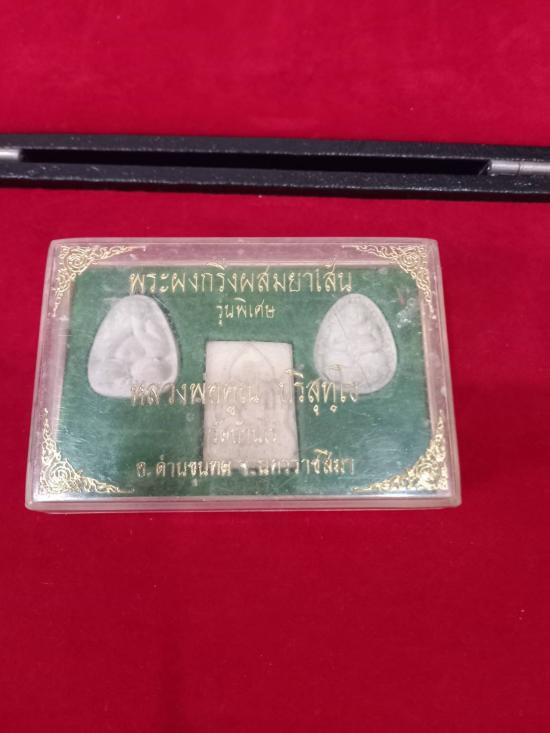 พระผงกริ่งผสมยาเส้น
รุ่นพิเศษ
หลวงพ่อคูณ ปริสุทฺโธ
วัดบ้านไร่
อ.ด่านขุนทด จ.นครราชสีมา